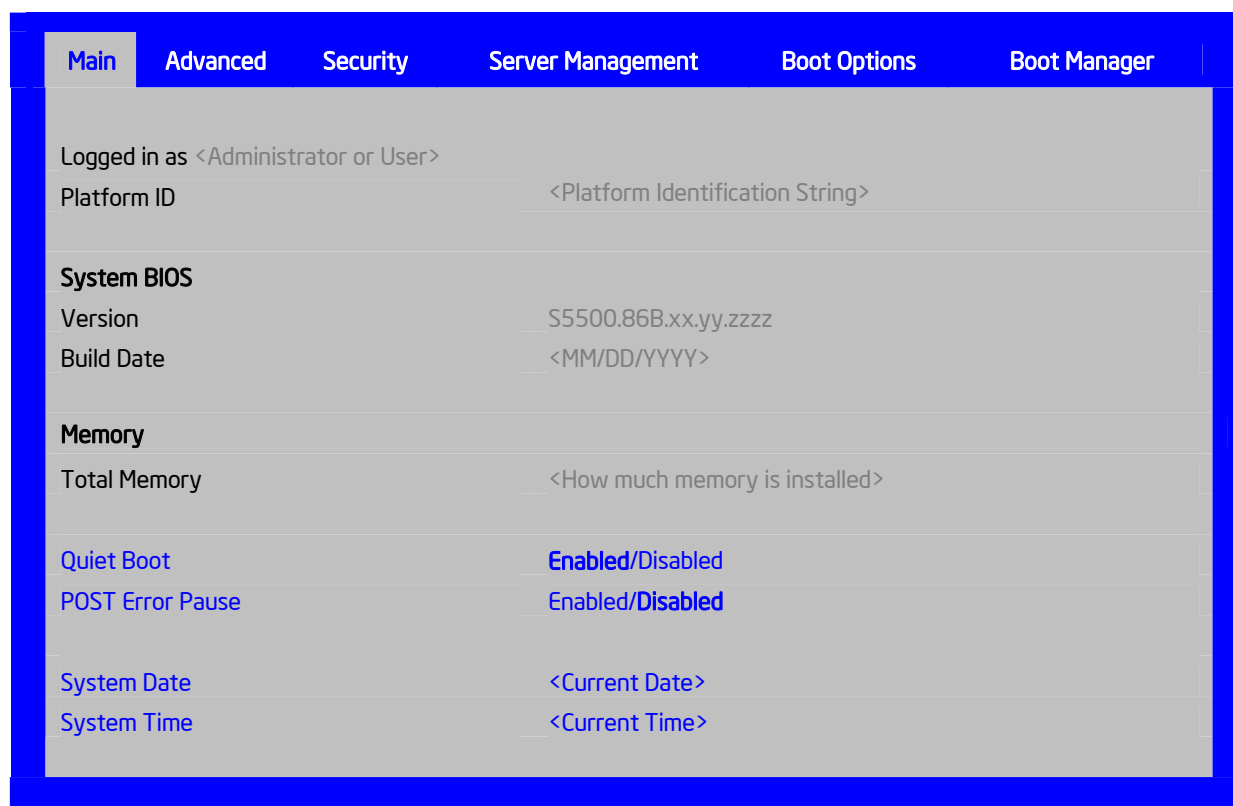 Main Advanced Security Server Management Boot Options Boot Manager
Logged in as <Administrator or User>
Platform ID <Platform Identification String>
System BIOS
Version S5500.86B.xx.yy.zzzz
Build Date <MM/DD/YYYY>
Memory
Total Memory <How much memory is installed>
Quiet Boot Enabled/Disabled
POST Error Pause Enabled/Disabled
System Date <Current Date>
System Time <Current Time>